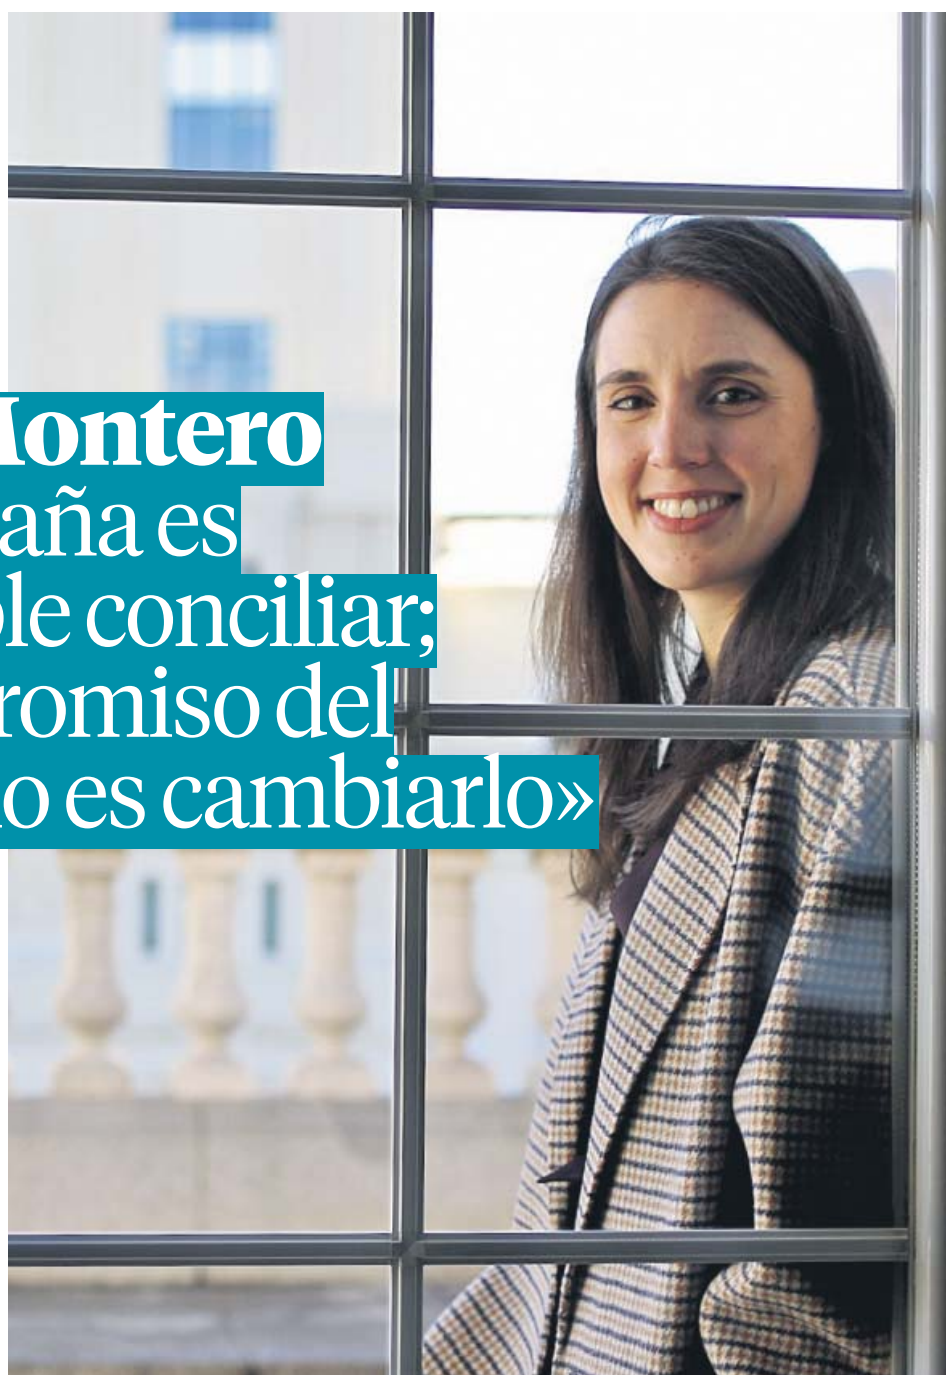 Montero
aña es
le conciliar;
romiso del
o es cambiarlo»